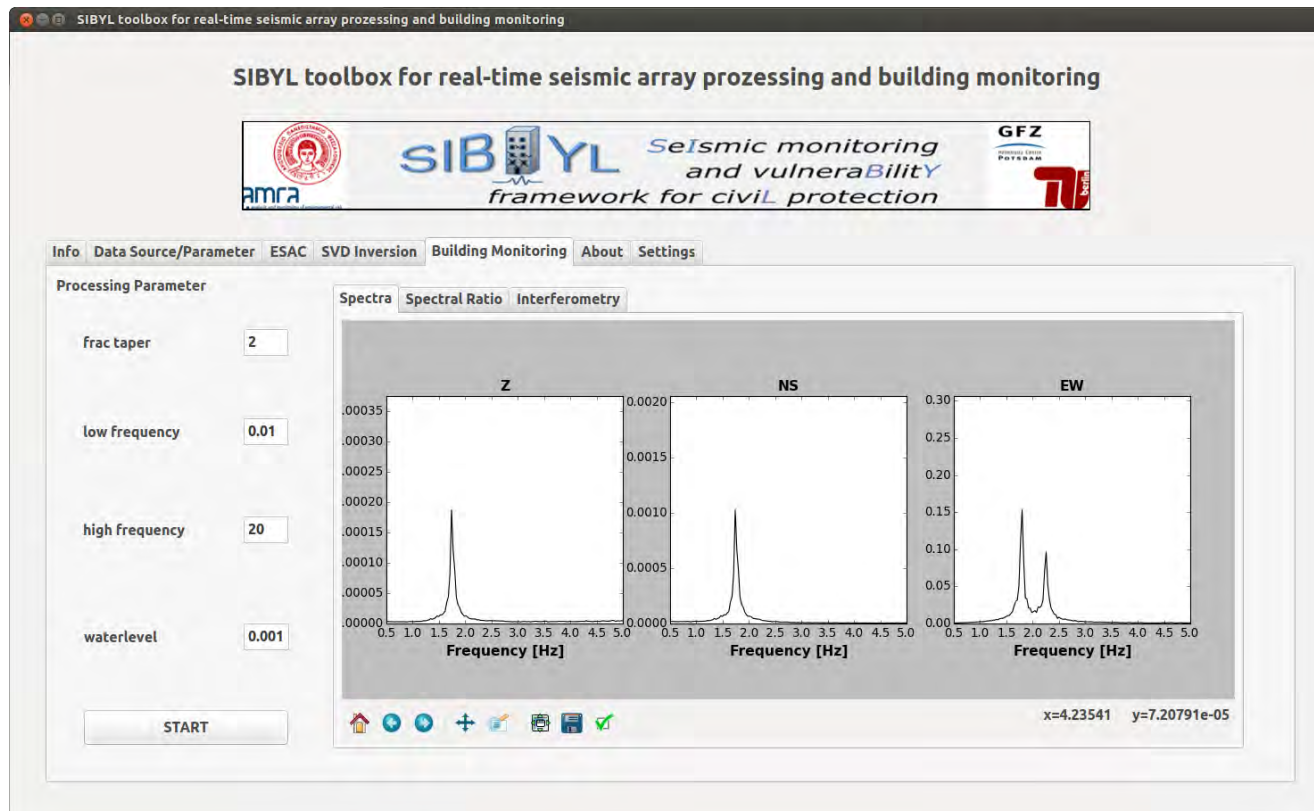 SIBYL toolbox for real-time seismic array prozessing and building monitoring
SIBYL toolbox for real-time seismic array prozessing and building monitoring
amra
SIBYL
SeIsmic monitoring
and vulneraBilitY
framework for civiL protection
GFZ
POTSDAM
berlin
Info Data Source/Parameter ESAC SVD Inversion Building Monitoring About Settings
Processing Parameter
frac taper 2
low frequency 0.01
high frequency 20
waterlevel 0.001
START
Spectra Spectral Ratio Interferometry
Z
.00035
.00030
.00025
.00020
.00015
.00010
.00005
.00000
0.5 1.0 1.5 2.0 2.5 3.0 3.5 4.0 4.5 5.0
Frequency [Hz]
NS
0.0020
0.0015
0.0010
0.0005
0.0000
0.5 1.0 1.5 2.0 2.5 3.0 3.5 4.0 4.5 5.0
Frequency [Hz]
EW
0.30
0.25
0.20
0.15
0.10
0.05
0.00
0.5 1.0 1.5 2.0 2.5 3.0 3.5 4.0 4.5 5.0
Frequency [Hz]
x=4.23541 y=7.20791e-05